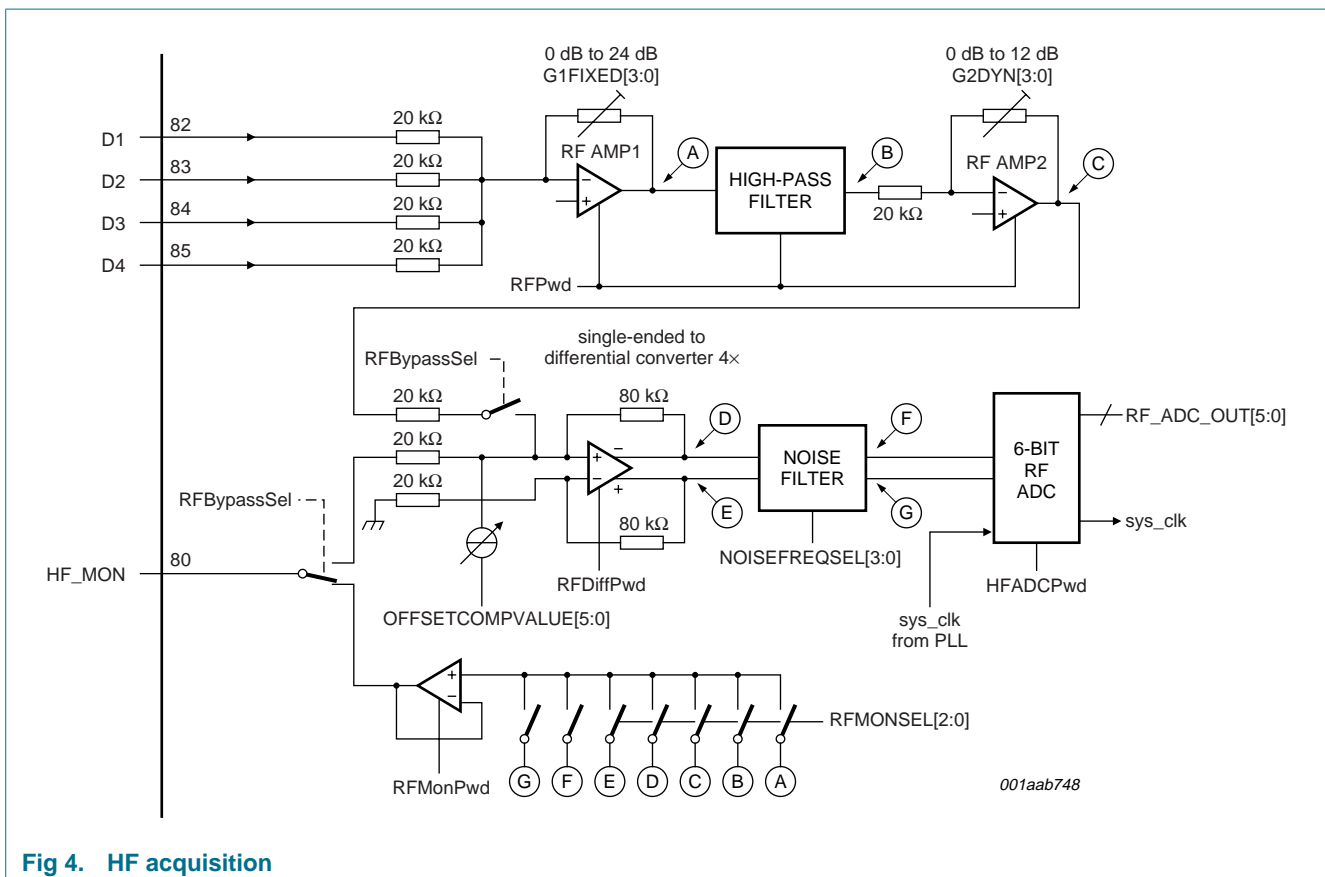 0 dB to 24 dB
G1FIXED[3:0]
0 dB to 12 dB
G2DYN[3:0]
D1
82
20 kΩ
D2
83
20 kΩ
D3
84
20 kΩ
D4
85
20 kΩ
RF AMP1
−
+
A
HIGH-PASS
FILTER
B
20 kΩ
RF AMP2
−
+
C
RFPwd
single-ended to
differential converter 4×
RFBypassSel
20 kΩ
20 kΩ
20 kΩ
80 kΩ
+
−
−
+
80 kΩ
D
E
NOISE
FILTER
F
G
6-BIT
RF
ADC
RF_ADC_OUT[5:0]
sys_clk
RFBypassSel
HF_MON
80
OFFSETCOMPVALUE[5:0]
RFDiffPwd
NOISEFREQSEL[3:0]
HFADCPwd
sys_clk
from PLL
+
−
RFMONSEL[2:0]
RFMonPwd
G
F
E
D
C
B
A
001aab748
Fig 4. HF acquisition